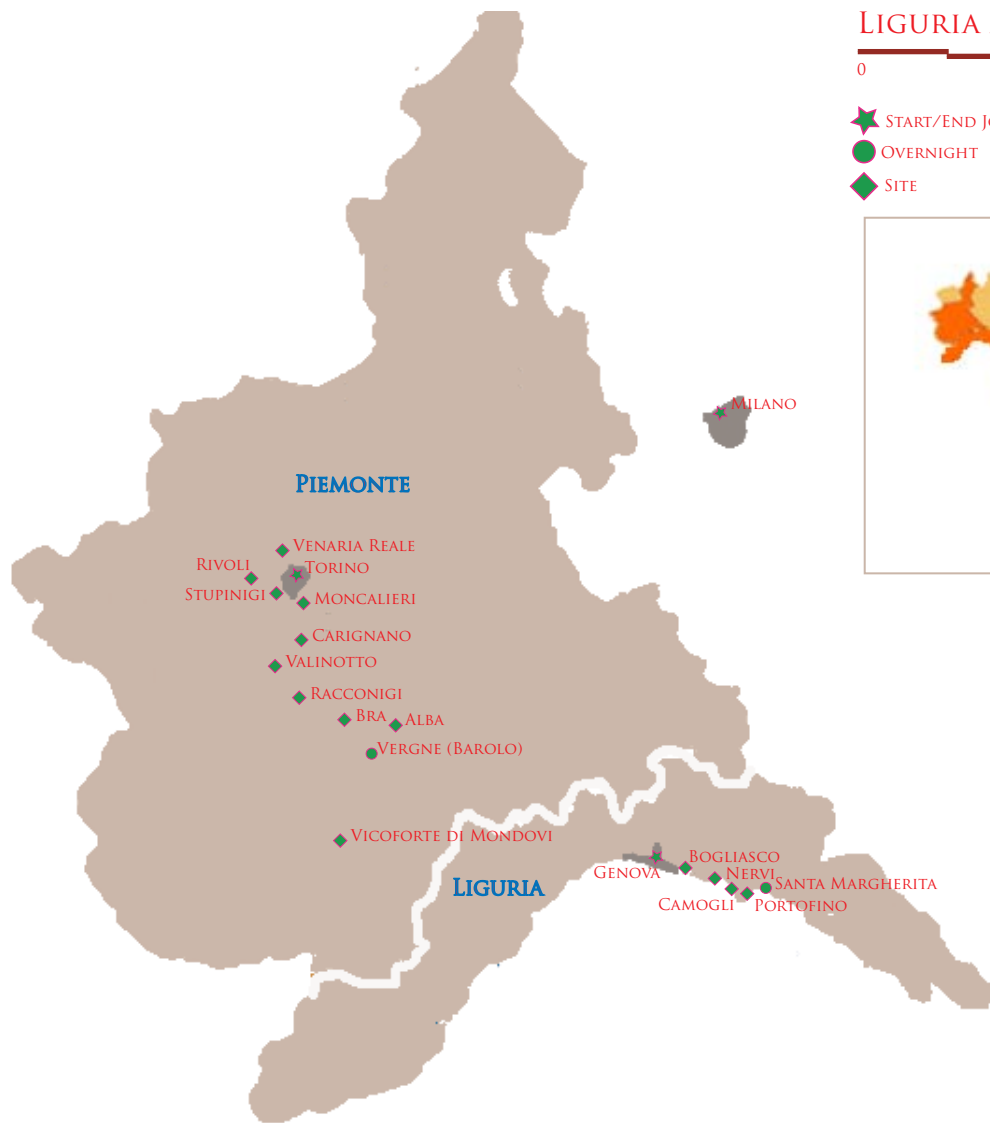 LIGURIA
0
START/END J
OVERNIGHT
SITE
MILANO
PIEMONTE
VENARIA REALE
RIVOLI
TORINO
STUPINIGI
MONCALIERI
CARIGNANO
VALINOTTO
RACCONIGI
BRA
ALBA
VERGNE (BAROLO)
VICOFORTE DI MONDOVI
LIGURIA
GENOVA
BOGLIASCO
NERVI
SANTA MARGHERITA
CAMOGLI
PORTOFINO